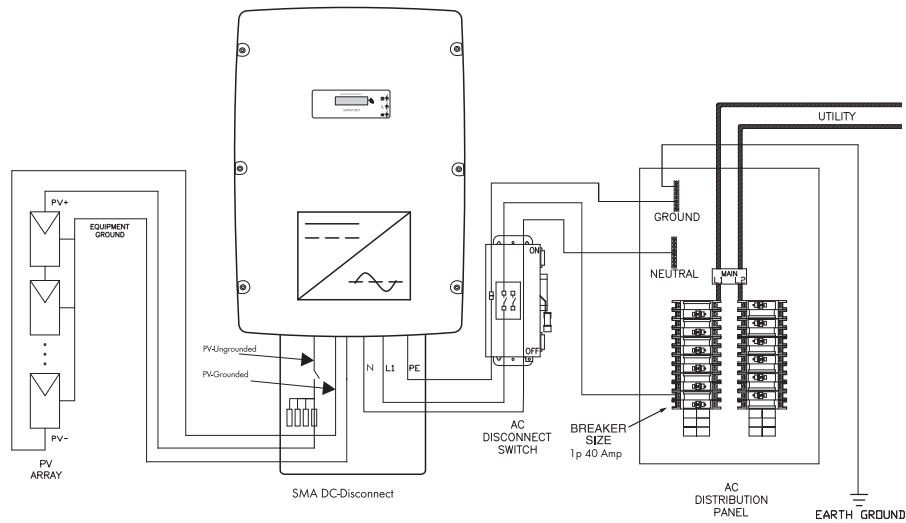 UTILITY
PV+
EQUIPMENT
GROUND
GROUND
ON
NEUTRAL
MAIN
L1 L2
PV-Ungrounded
PV-Grounded
N L1 PE
OFF
PV-
PV
ARRAY
AC
DISCONNECT
SWITCH
BREAKER
SIZE
1p 40 Amp
SMA DC-Disconnect
AC
DISTRIBUTION
PANEL
EARTH GROUND